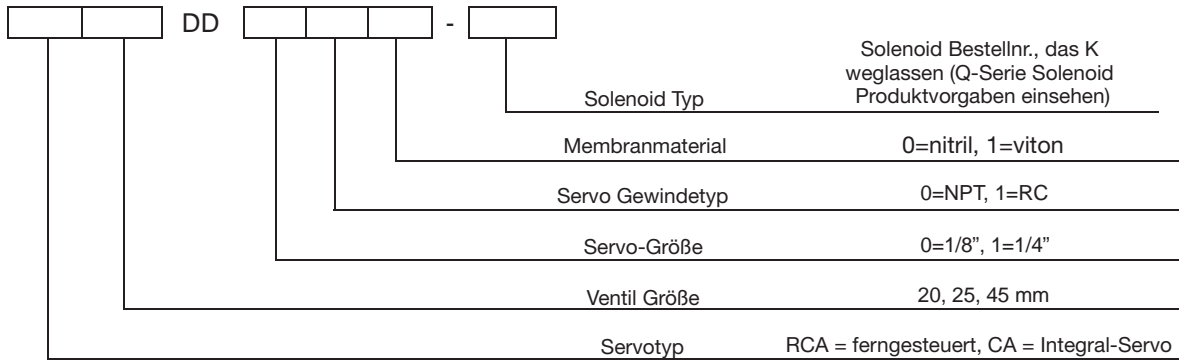 DD -
Solenoid Bestellnr., das K
weglassen (Q-Serie Solenoid
Solenoid Typ Produktvorgaben einsehen)
Membranmaterial 0=nitril, 1=viton
Servo Gewindetyp 0=NPT, 1=RC
Servo-Größe 0=1/8”, 1=1/4”
Ventil Größe 20, 25, 45 mm
Servotyp RCA = ferngesteuert, CA = Integral-Servo